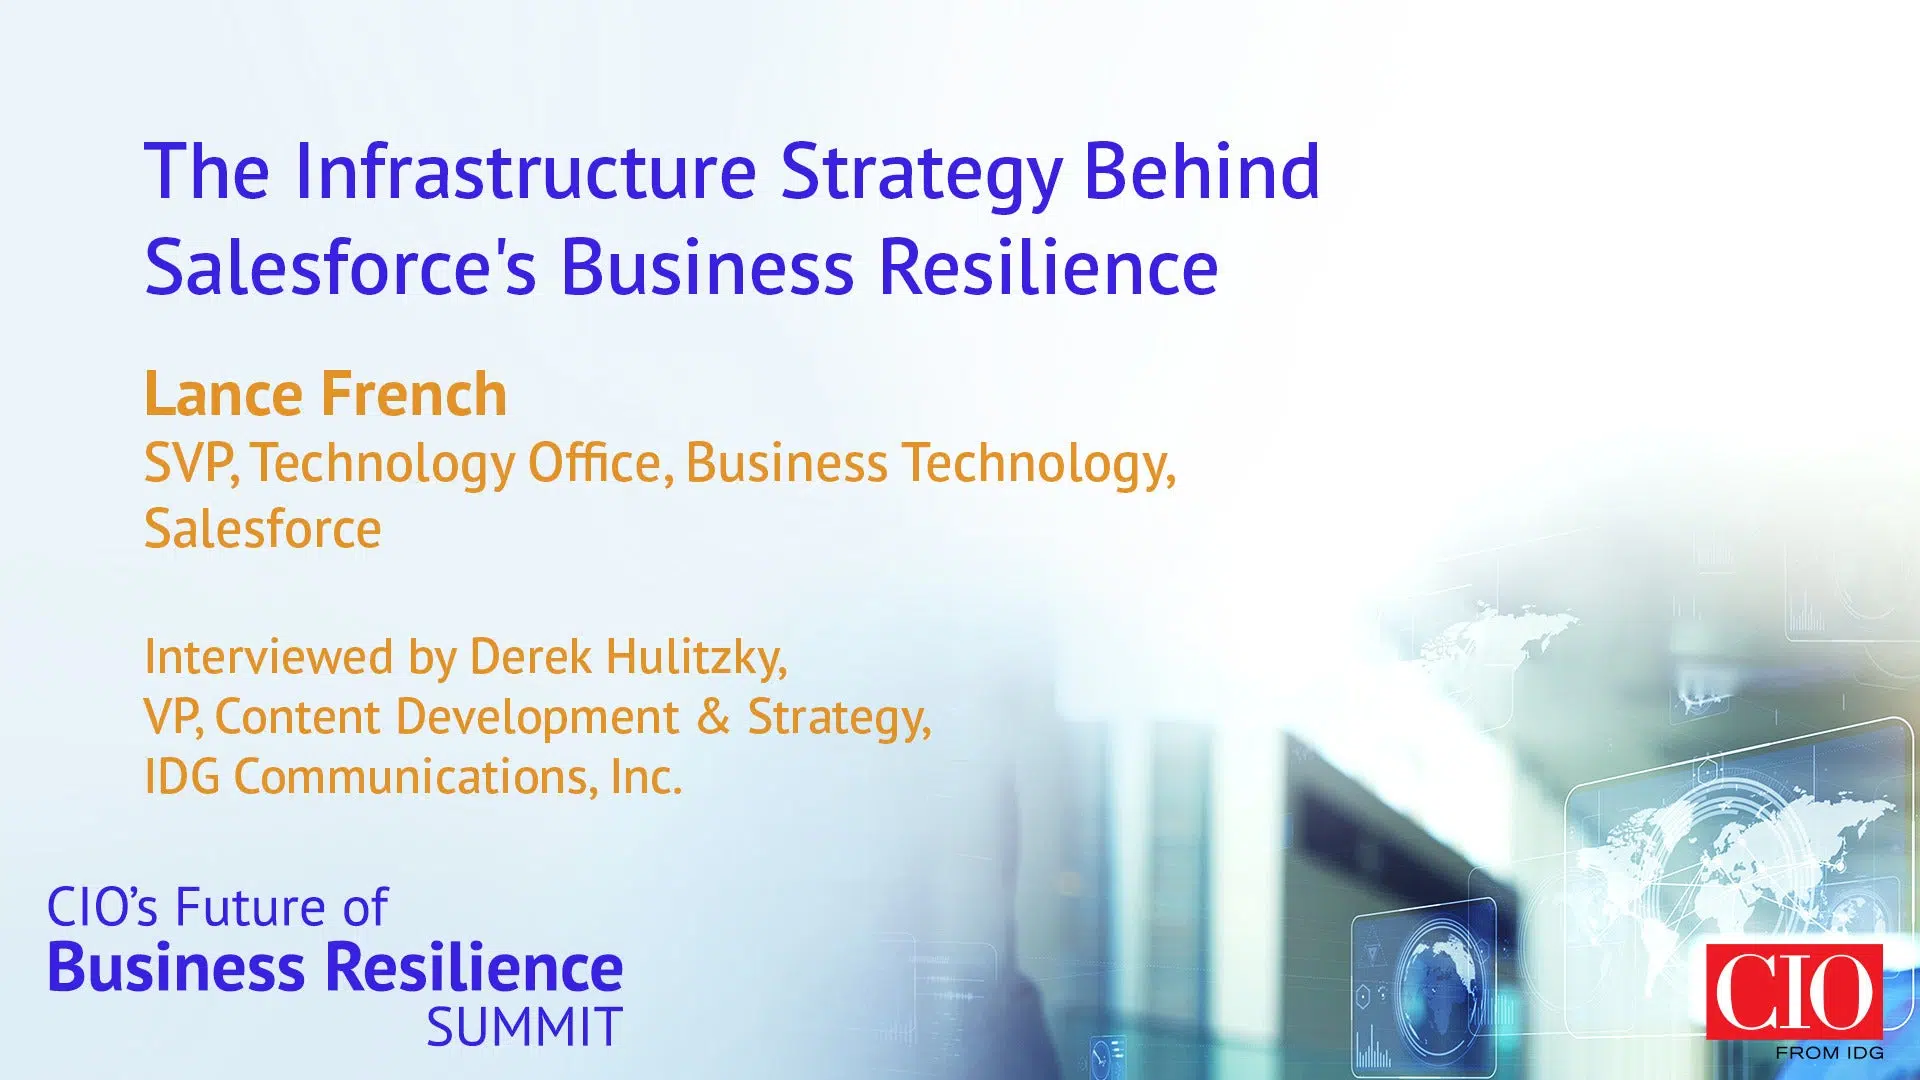 The Infrastructure Strategy Behind
Salesforce's Business Resilience
Lance French
SVP, Technology Office, Business Technology,
Salesforce
Interviewed by Derek Hulitzky,
VP, Content Development & Strategy,
IDG Communications, Inc.
CIO’s Future of
Business Resilience
SUMMIT
CIO
FROM IDG